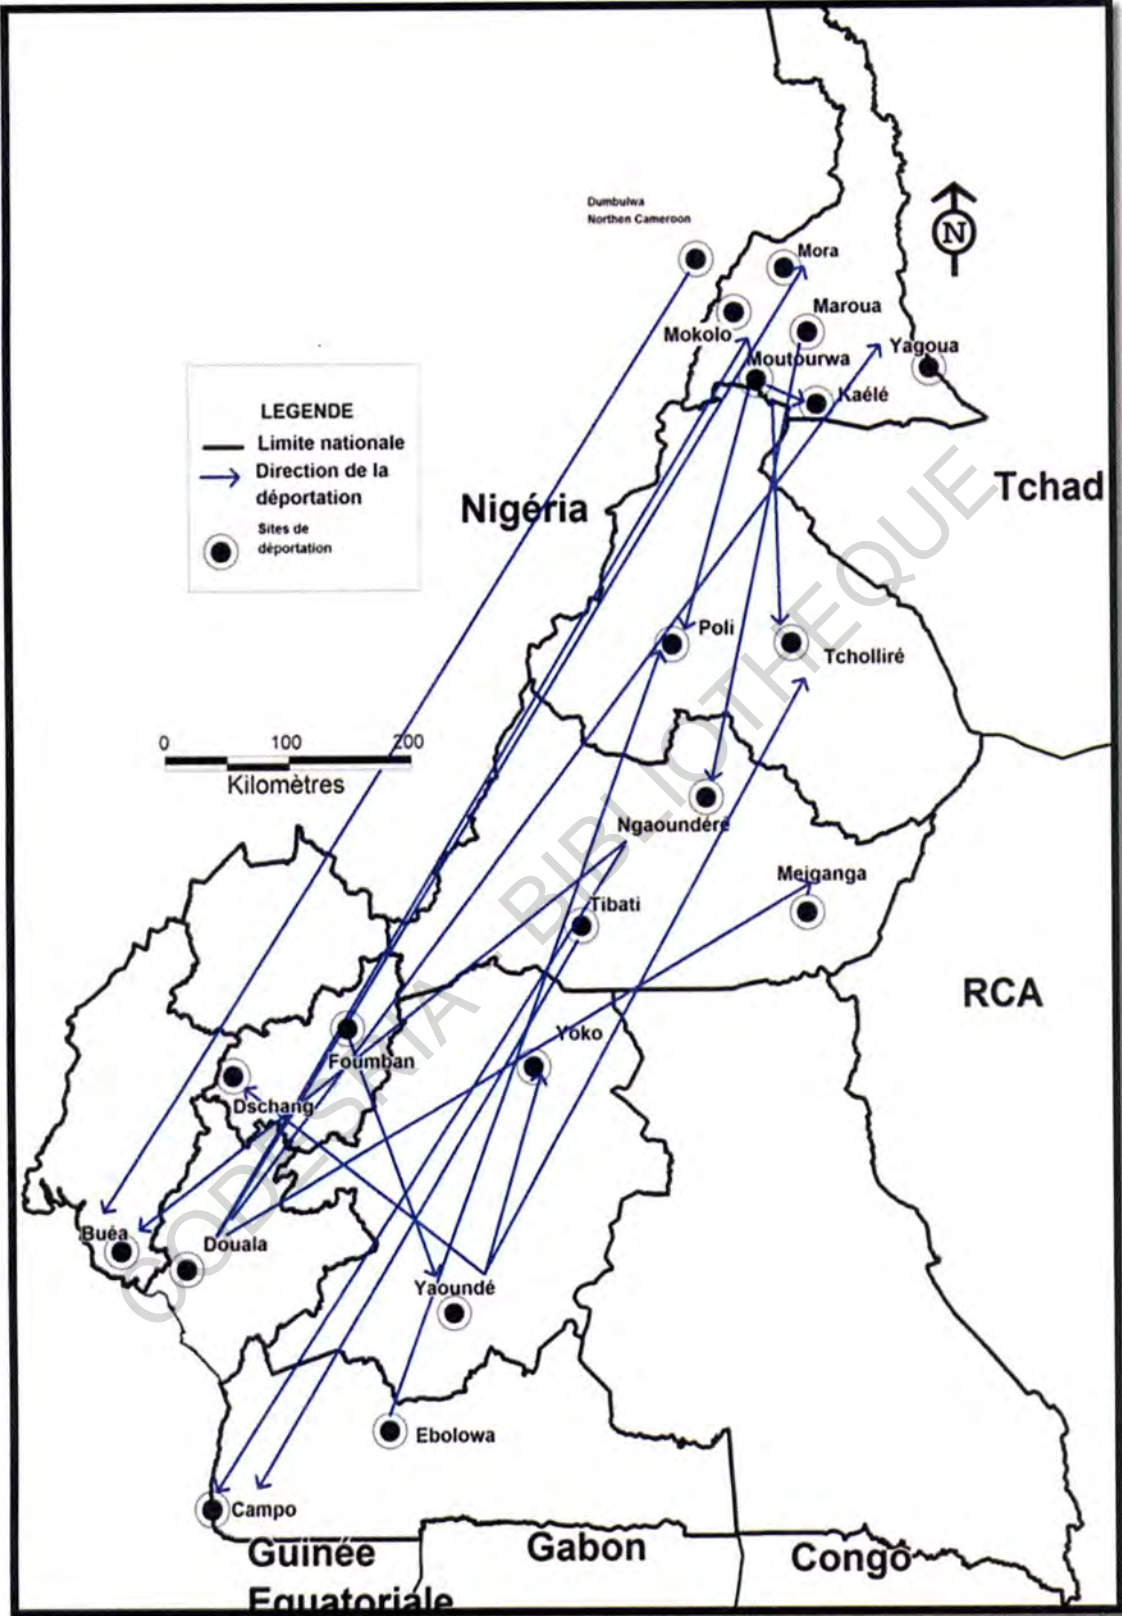 Dumbulwa
Northen Cameroon
N
Mora
Maroua
Mokolo
Yagoua
Moutourwa
Kaélé
LEGENDE
Limite nationale
Direction de la
déportation
Sites de
déportation
Nigéria
Tchad
Poli
Tcholliré
0 100 200
Kilomètres
Ngaoundéré
Meiganga
Tibati
RCA
Yoko
Foumban
Dschang
Buéa
Douala
Yaoundé
Ebolowa
Campo
Guinée
Equatoriale
Gabon
Congo
CODESRIA BIBLIOTHEQUE